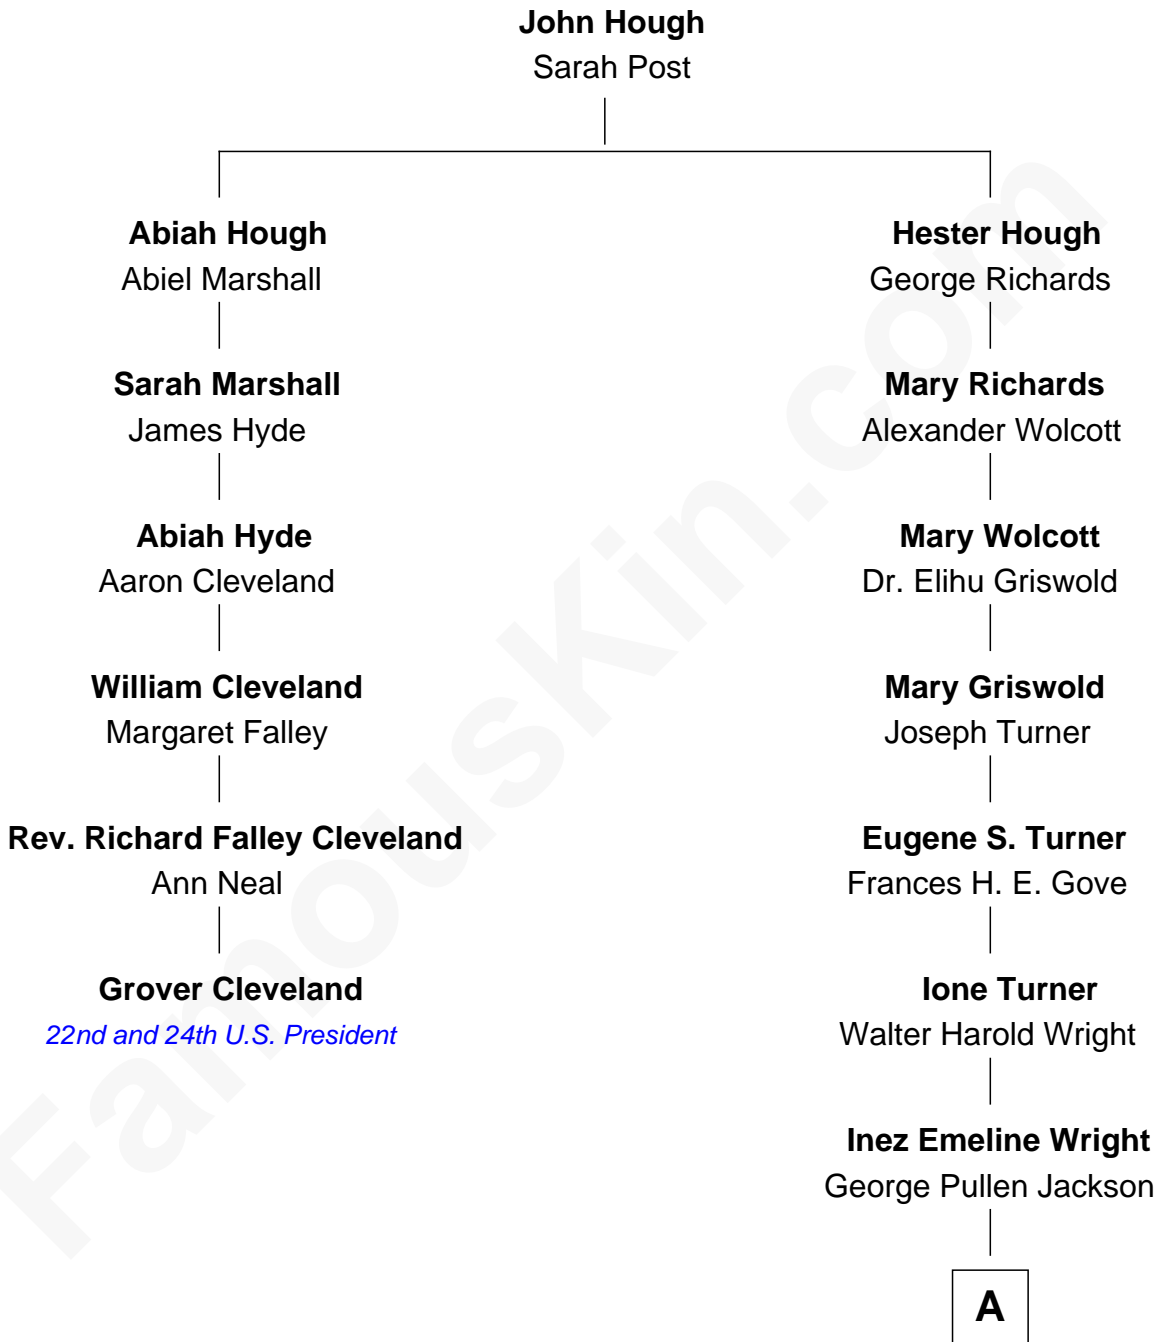 John Hough
Sarah Post
Abiah Hough
Abiel Marshall
Hester Hough
George Richards
Sarah Marshall
James Hyde
Mary Richards
Alexander Wolcott
Abiah Hyde
Aaron Cleveland
Mary Wolcott
Dr. Elihu Griswold
William Cleveland
Margaret Falley
Mary Griswold
Joseph Turner
Rev. Richard Falley Cleveland
Ann Neal
Eugene S. Turner
Frances H. E. Gove
Grover Cleveland
22nd and 24th U.S. President
Ione Turner
Walter Harold Wright
Inez Emeline Wright
George Pullen Jackson
A
FamousKin.com